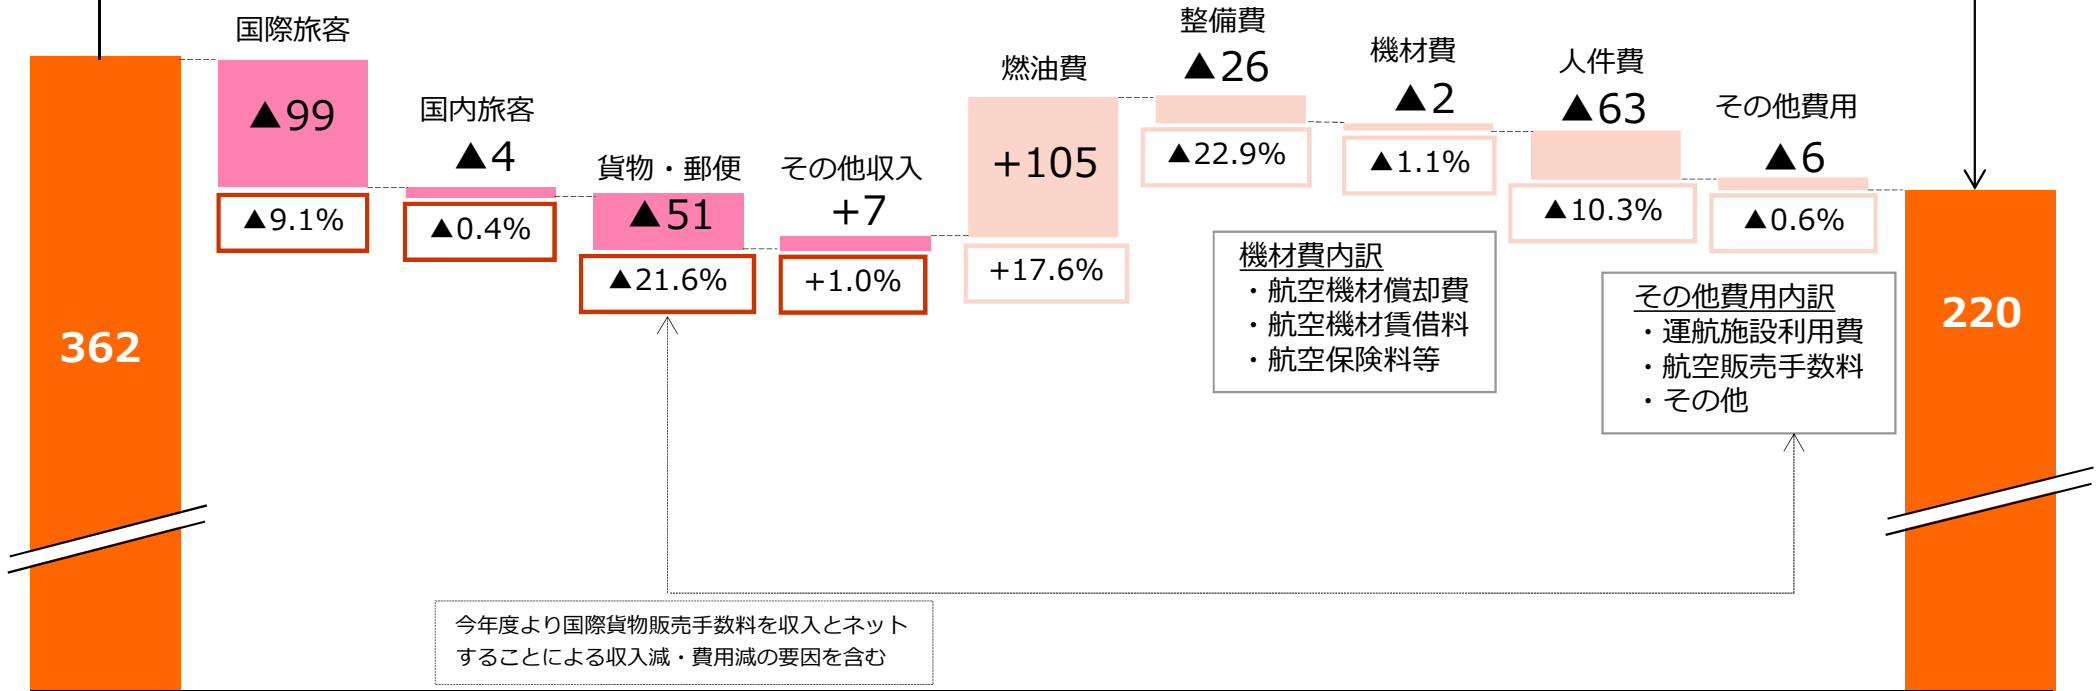 362
国際旅客
▲99
▲9.1%
国内旅客
▲4
▲0.4%
貨物・郵便
▲51
▲21.6%
その他収入
+7
+1.0%
燃油費
+105
+17.6%
整備費
▲26
▲22.9%
機材費
▲2
▲1.1%
人件費
▲63
▲10.3%
その他費用
▲6
▲0.6%
220
機材費内訳
・航空機材償却費
・航空機材賃借料
・航空保険料等
その他費用内訳
・運航施設利用費
・航空販売手数料
・その他
今年度より国際貨物販売手数料を収入とネット
することによる収入減・費用減の要因を含む